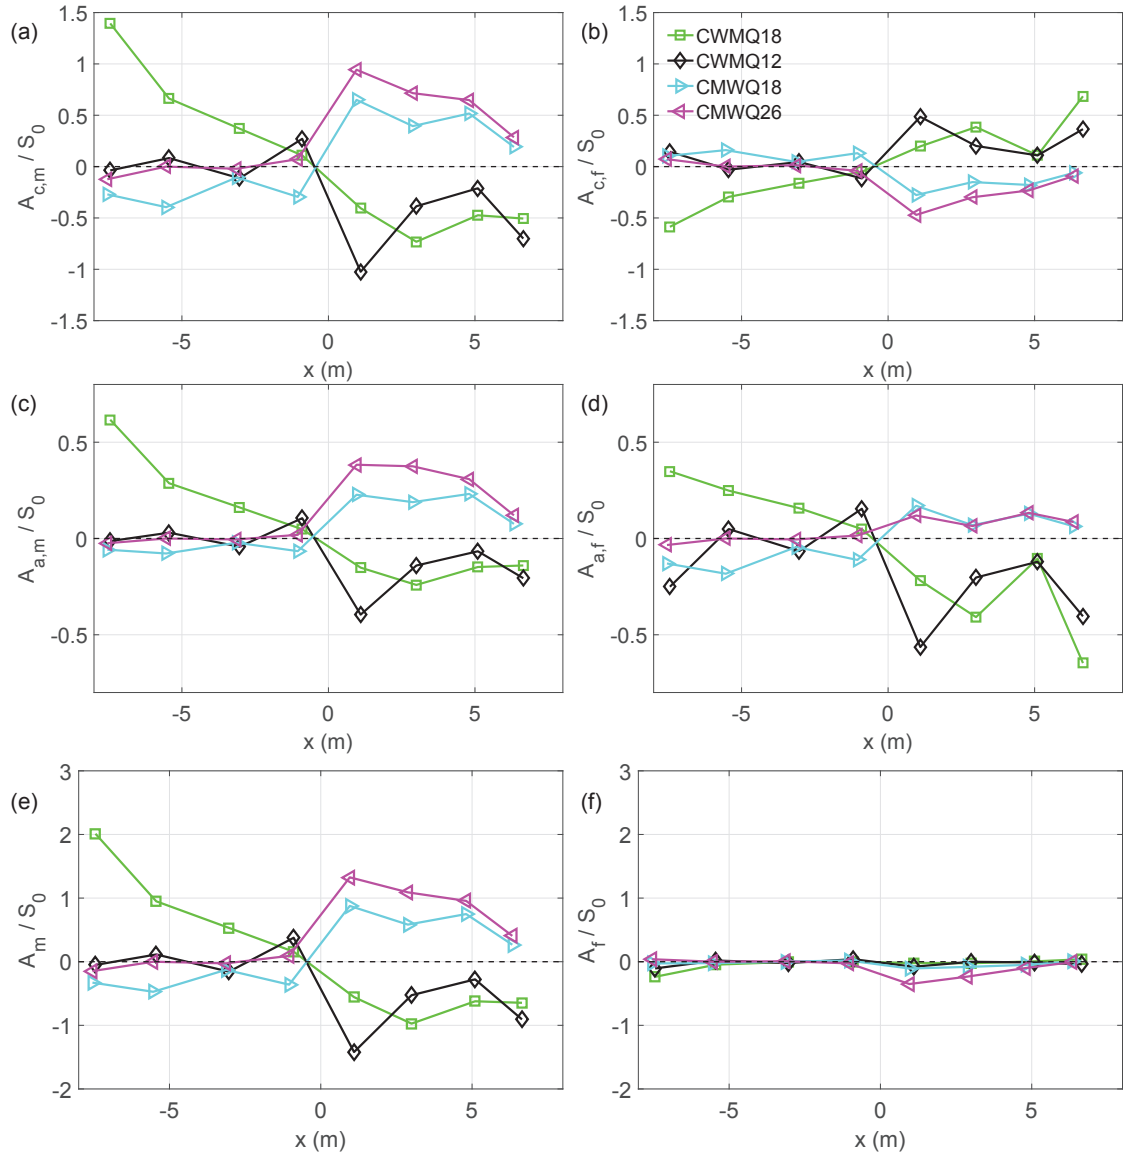 (a)
1.5
1
0.5
0
-0.5
-1
-1.5
A_c,m / S_0
-5
0
5
x (m)
(b)
1.5
1
0.5
0
-0.5
-1
-1.5
A_c,f / S_0
CWMQ18
CWMQ12
CMWQ18
CMWQ26
-5
0
5
x (m)
(c)
0.5
0
-0.5
A_a,m / S_0
-5
0
5
x (m)
(d)
0.5
0
-0.5
A_a,f / S_0
-5
0
5
x (m)
(e)
3
2
1
0
-1
-2
A_m / S_0
-5
0
5
x (m)
(f)
3
2
1
0
-1
-2
A_f / S_0
-5
0
5
x (m)